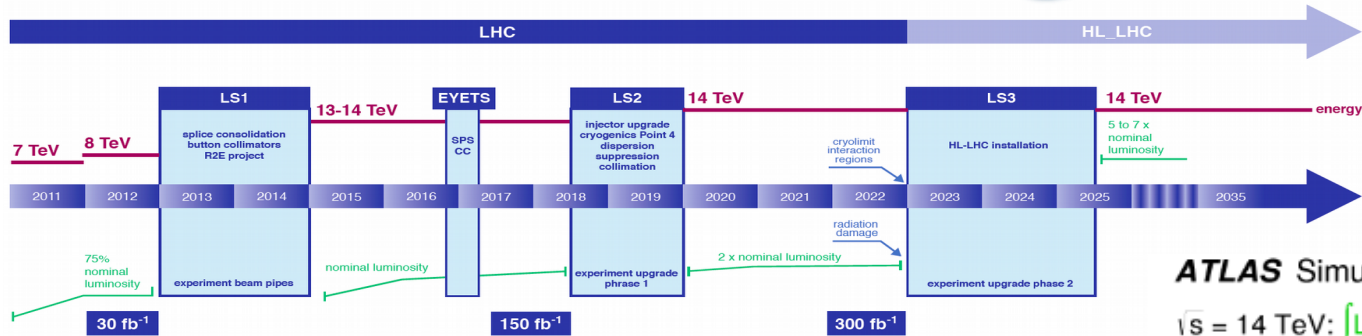 LHC
HL_LHC
LS1
EYETS
LS2
LS3
7 TeV
8 TeV
13-14 TeV
14 TeV
14 TeV
energy
splice consolidation
button collimators
R2E project
SPS
CC
injector upgrade
cryogenics Point 4
dispersion
suppression
collimation
cryolimit
interaction
regions
HL-LHC installation
5 to 7 x
nominal
luminosity
2011 2012 2013 2014 2015 2016 2017 2018 2019 2020 2021 2022 2023 2024 2025 2035
75%
nominal
luminosity
experiment beam pipes
nominal luminosity
experiment upgrade
phrase 1
2 x nominal luminosity
radiation
damage
experiment upgrade phase 2
30 fb⁻¹
150 fb⁻¹
300 fb⁻¹
ATLAS Simu
√s = 14 TeV: ∫